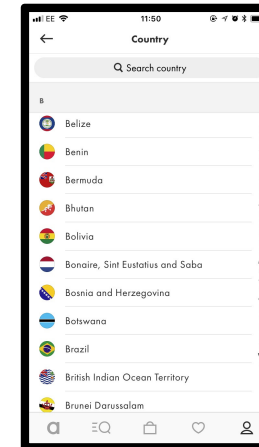 EE
11:50
Country
Search country
B
Belize
Benin
Bermuda
Bhutan
Bolivia
Bonaire, Sint Eustatius and Saba
Bosnia and Herzegovina
Botswana
Brazil
British Indian Ocean Territory
Brunei Darussalam
a